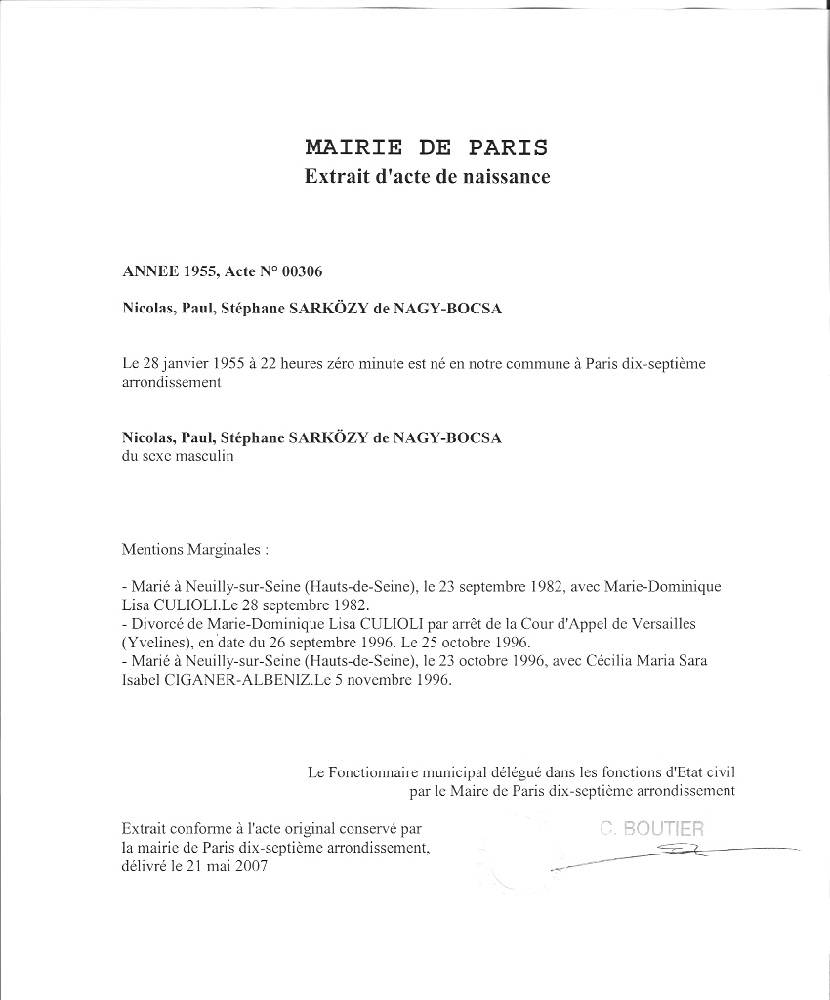 MAIRIE DE PARIS
Extrait d'acte de naissance
ANNEE 1955, Acte N° 00306
Nicolas, Paul, Stéphane SARKÖZY de NAGY-BOCSA
Le 28 janvier 1955 à 22 heures zéro minute est né en notre commune à Paris dix-septième
arrondissement
Nicolas, Paul, Stéphane SARKÖZY de NAGY-BOCSA
du sexe masculin
Mentions Marginales :
- Marié à Neuilly-sur-Seine (Hauts-de-Seine), le 23 septembre 1982, avec Marie-Dominique
Lisa CULIOLI.Le 28 septembre 1982.
- Divorcé de Marie-Dominique Lisa CULIOLI par arrêt de la Cour d'Appel de Versailles
(Yvelines), en date du 26 septembre 1996. Le 25 octobre 1996.
- Marié à Neuilly-sur-Seine (Hauts-de-Seine), le 23 octobre 1996, avec Cécilia Maria Sara
Isabel CIGANER-ALBENIZ.Le 5 novembre 1996.
Le Fonctionnaire municipal délégué dans les fonctions d'Etat civil
par le Maire de Paris dix-septième arrondissement
Extrait conforme à l'acte original conservé par
la mairie de Paris dix-septième arrondissement,
délivré le 21 mai 2007
C. BOUTIER